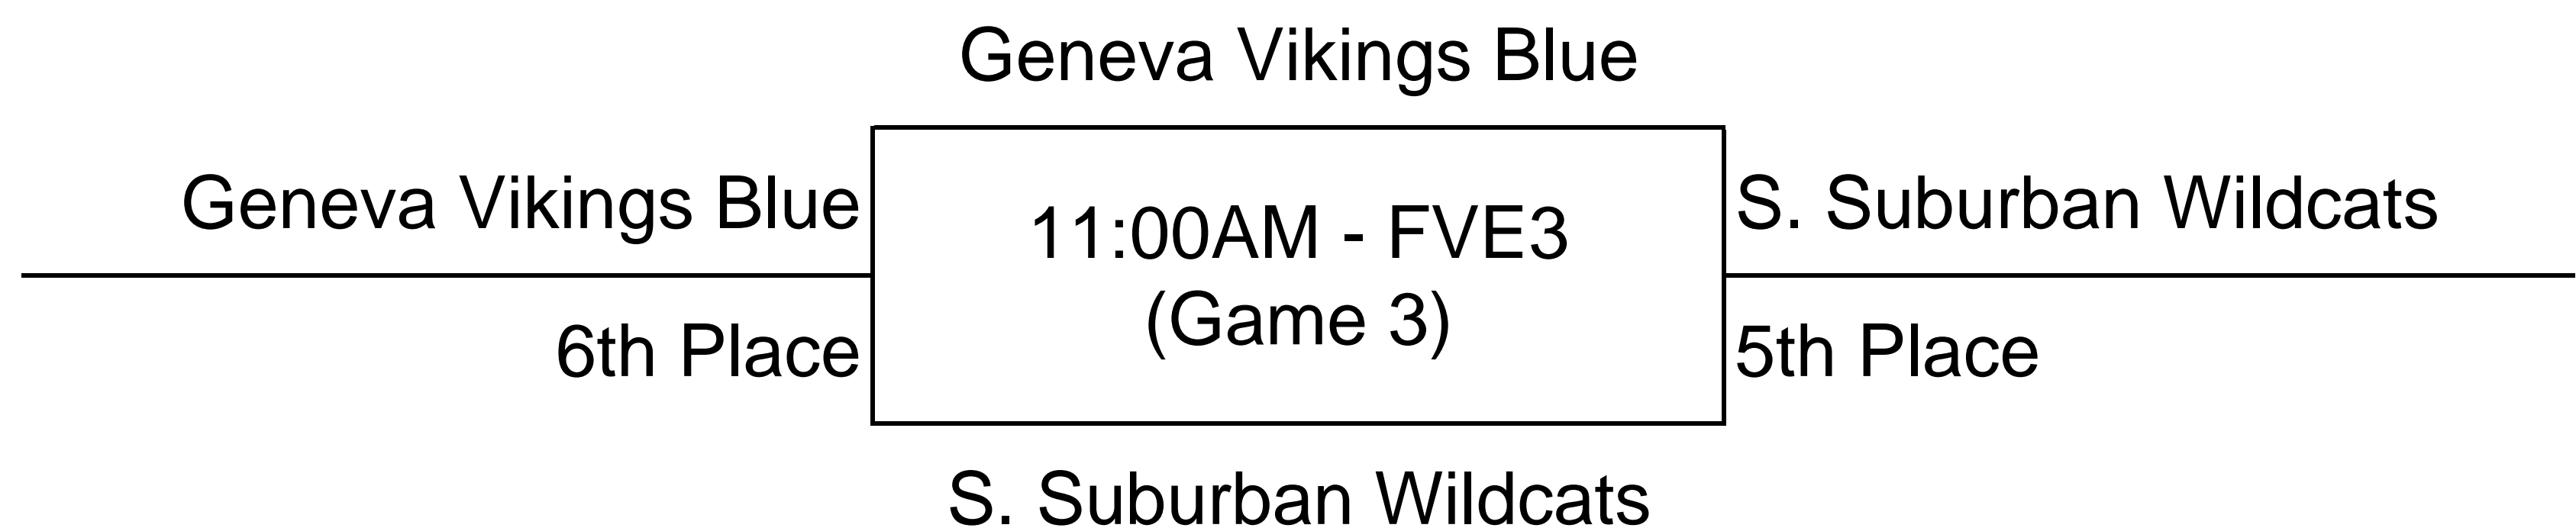 Geneva Vikings Blue
Geneva Vikings Blue
11:00AM - FVE3
S. Suburban Wildcats
(Game 3)
6th Place
5th Place
S. Suburban Wildcats